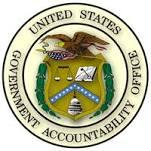 UNITED STATES
GOVERNMENT ACCOUNTABILITY OFFICE